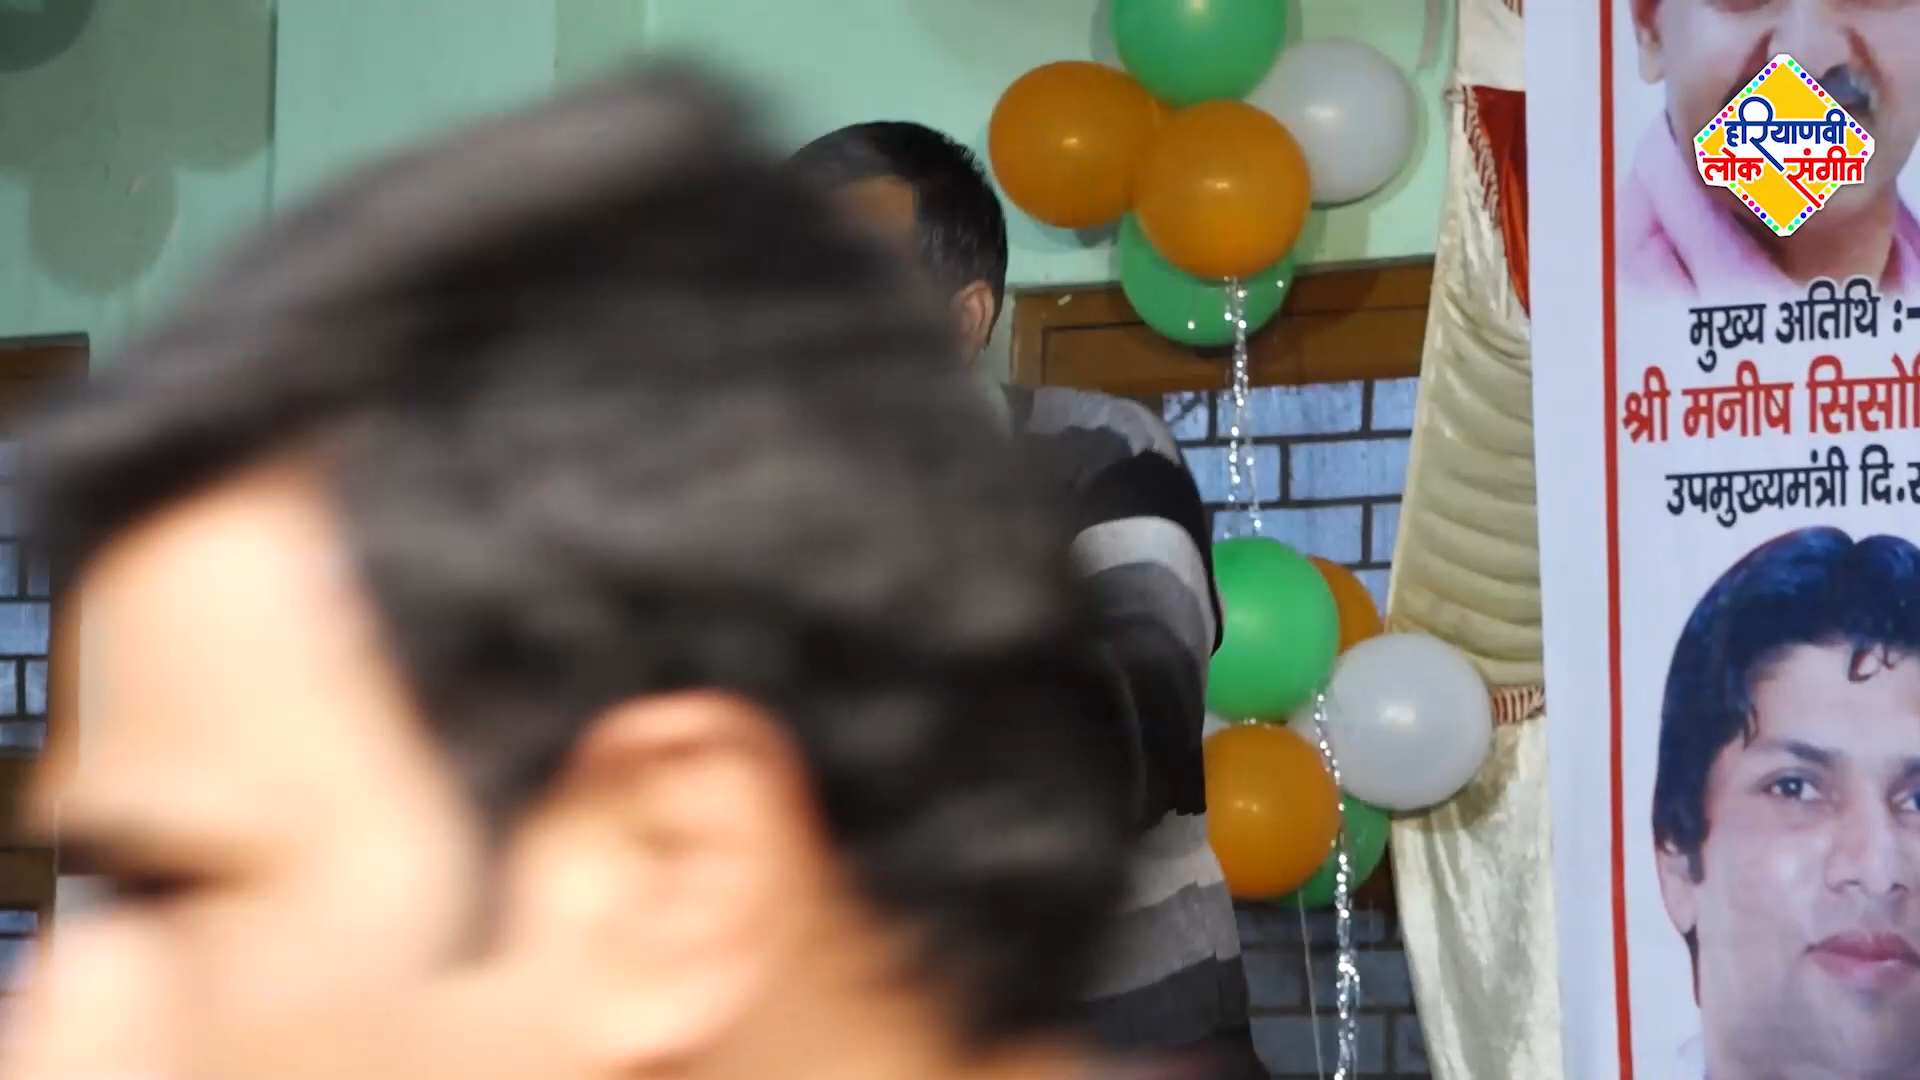 हरियाणवी
लोक संगीत
मुख्य अतिथि :-
श्री मनीष
उपमुख्यमंत्री दि.